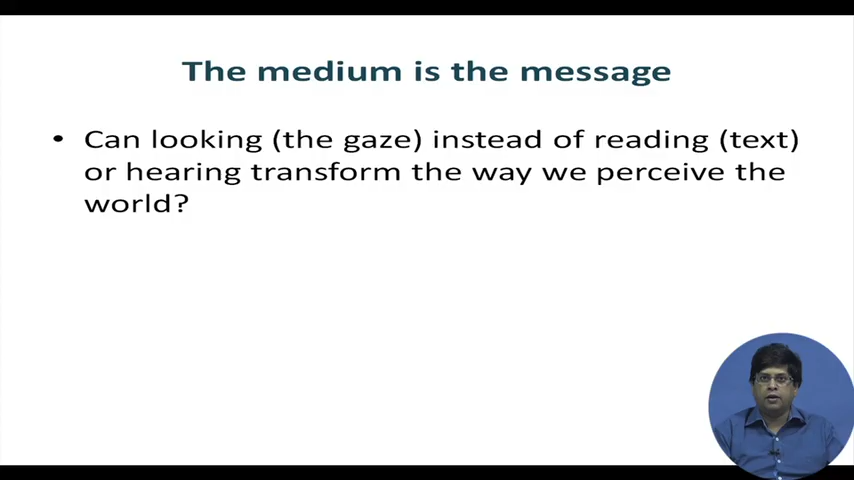 The medium is the message
• Can looking (the gaze) instead of reading (text)
or hearing transform the way we perceive the
world?